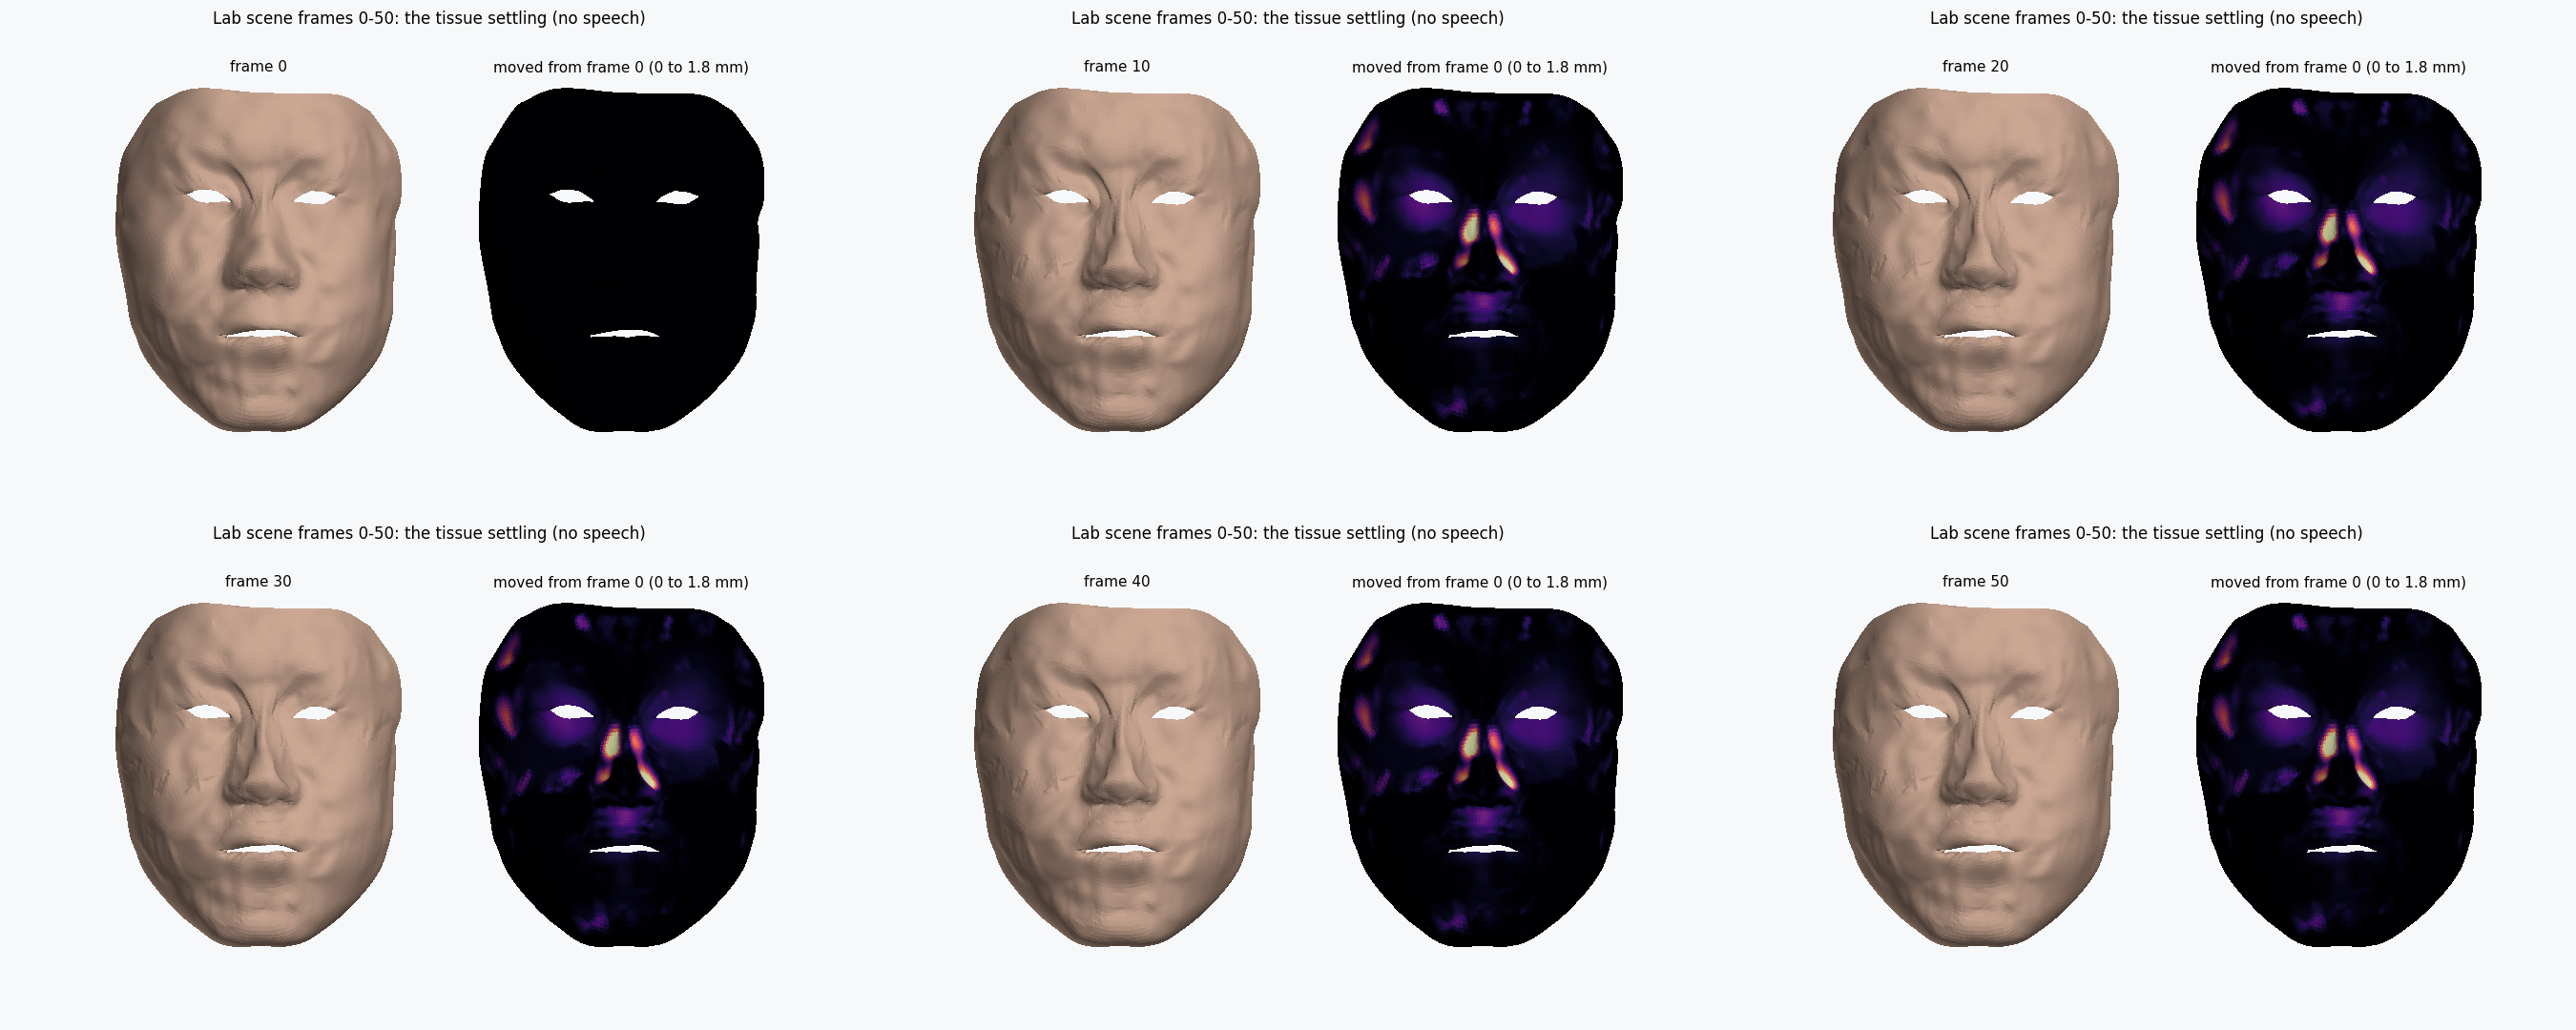 Lab scene frames 0-50: the tissue settling (no speech)
frame 0
moved from frame 0 (0 to 1.8 mm)
Lab scene frames 0-50: the tissue settling (no speech)
frame 10
moved from frame 0 (0 to 1.8 mm)
Lab scene frames 0-50: the tissue settling (no speech)
frame 20
moved from frame 0 (0 to 1.8 mm)
Lab scene frames 0-50: the tissue settling (no speech)
frame 30
moved from frame 0 (0 to 1.8 mm)
Lab scene frames 0-50: the tissue settling (no speech)
frame 40
moved from frame 0 (0 to 1.8 mm)
Lab scene frames 0-50: the tissue settling (no speech)
frame 50
moved from frame 0 (0 to 1.8 mm)